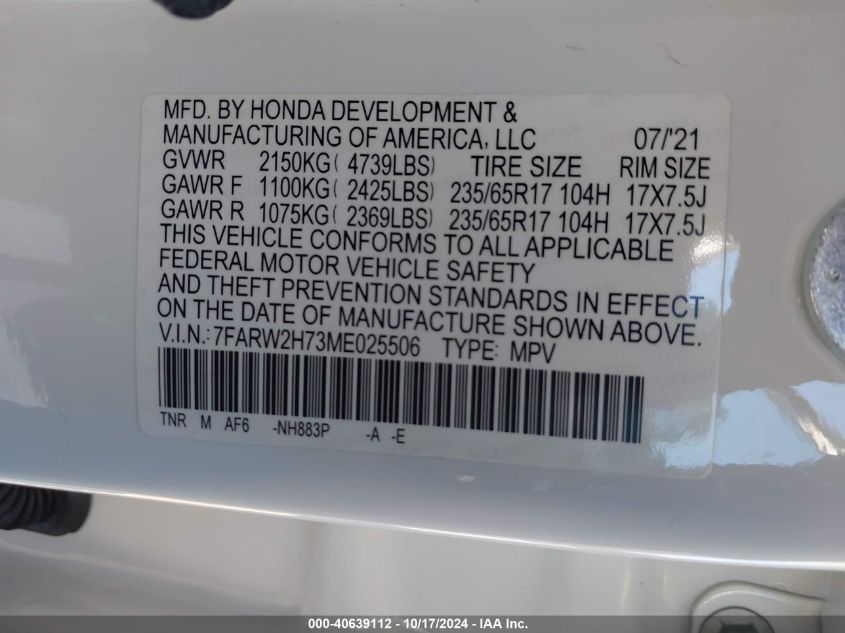 MFD. BY HONDA DEVELOPMENT &
MANUFACTURING OF AMERICA, LLC 07/'21
GVWR 2150KG( 4739LBS) TIRE SIZE RIM SIZE
GAWR F 1100KG( 2425LBS) 235/65R17 104H 17X7.5J
GAWR R 1075KG( 2369LBS) 235/65R17 104H 17X7.5J
THIS VEHICLE CONFORMS TO ALL APPLICABLE
FEDERAL MOTOR VEHICLE SAFETY
AND THEFT PREVENTION STANDARDS IN EFFECT
ON THE DATE OF MANUFACTURE SHOWN ABOVE.
V.I.N.: 7FARW2H73ME025506 TYPE: MPV
TNR M AF6 -NH883P -A -E
000-40639112 - 10/17/2024 - IAA Inc.